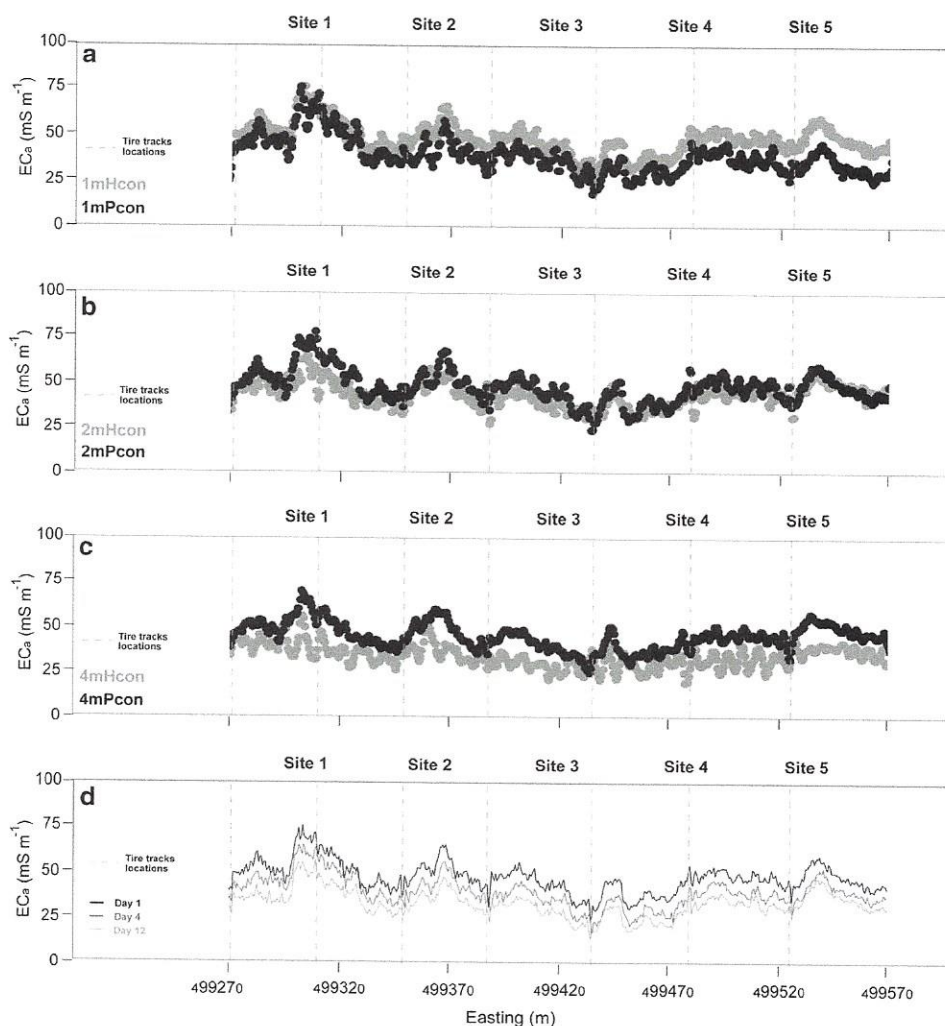 Site 1 Site 2 Site 3 Site 4 Site 5
a
100
75
50
25
0
ECa (mS m-1)
Tire tracks
locations
1mHcon
1mPcon
Site 1 Site 2 Site 3 Site 4 Site 5
b
100
75
50
25
0
ECa (mS m-1)
Tire tracks
locations
2mHcon
2mPcon
Site 1 Site 2 Site 3 Site 4 Site 5
c
100
75
50
25
0
ECa (mS m-1)
Tire tracks
locations
4mHcon
4mPcon
Site 1 Site 2 Site 3 Site 4 Site 5
d
100
75
50
25
0
ECa (mS m-1)
Tire tracks
locations
Day 1
Day 4
Day 12
499270 499320 499370 499420 499470 499520 499570
Easting (m)